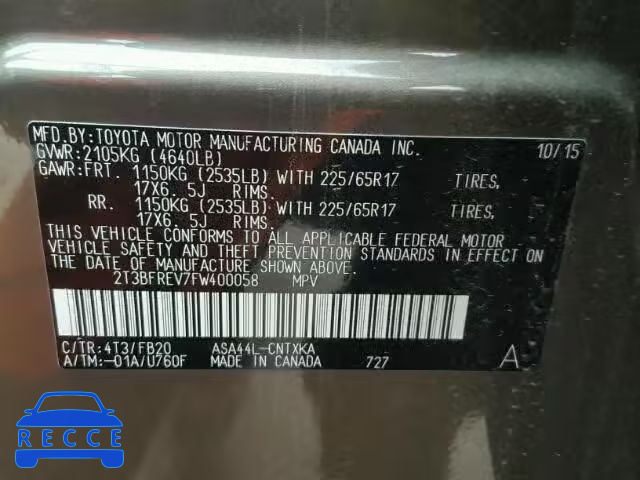 MFD.BY:TOYOTA MOTOR MANUFACTURING CANADA INC. 10/15
GVWR:2105KG (4640LB)
GAWR:FRT. 1150KG (2535LB) WITH 225/65R17 TIRES,
17X6.5J RIMS.
RR. 1150KG (2535LB) WITH 225/65R17 TIRES,
17X6.5J RIMS.
THIS VEHICLE CONFORMS TO ALL APPLICABLE FEDERAL MOTOR
VEHICLE SAFETY AND THEFT PREVENTION STANDARDS IN EFFECT ON
THE DATE OF MANUFACTURE SHOWN ABOVE.
2T3BFREV7FW400058 MPV
C/TR:4T3/FB20 ASA44L-CNTXKA
A/TM:-01A/U760F MADE IN CANADA 727 A
RECCE